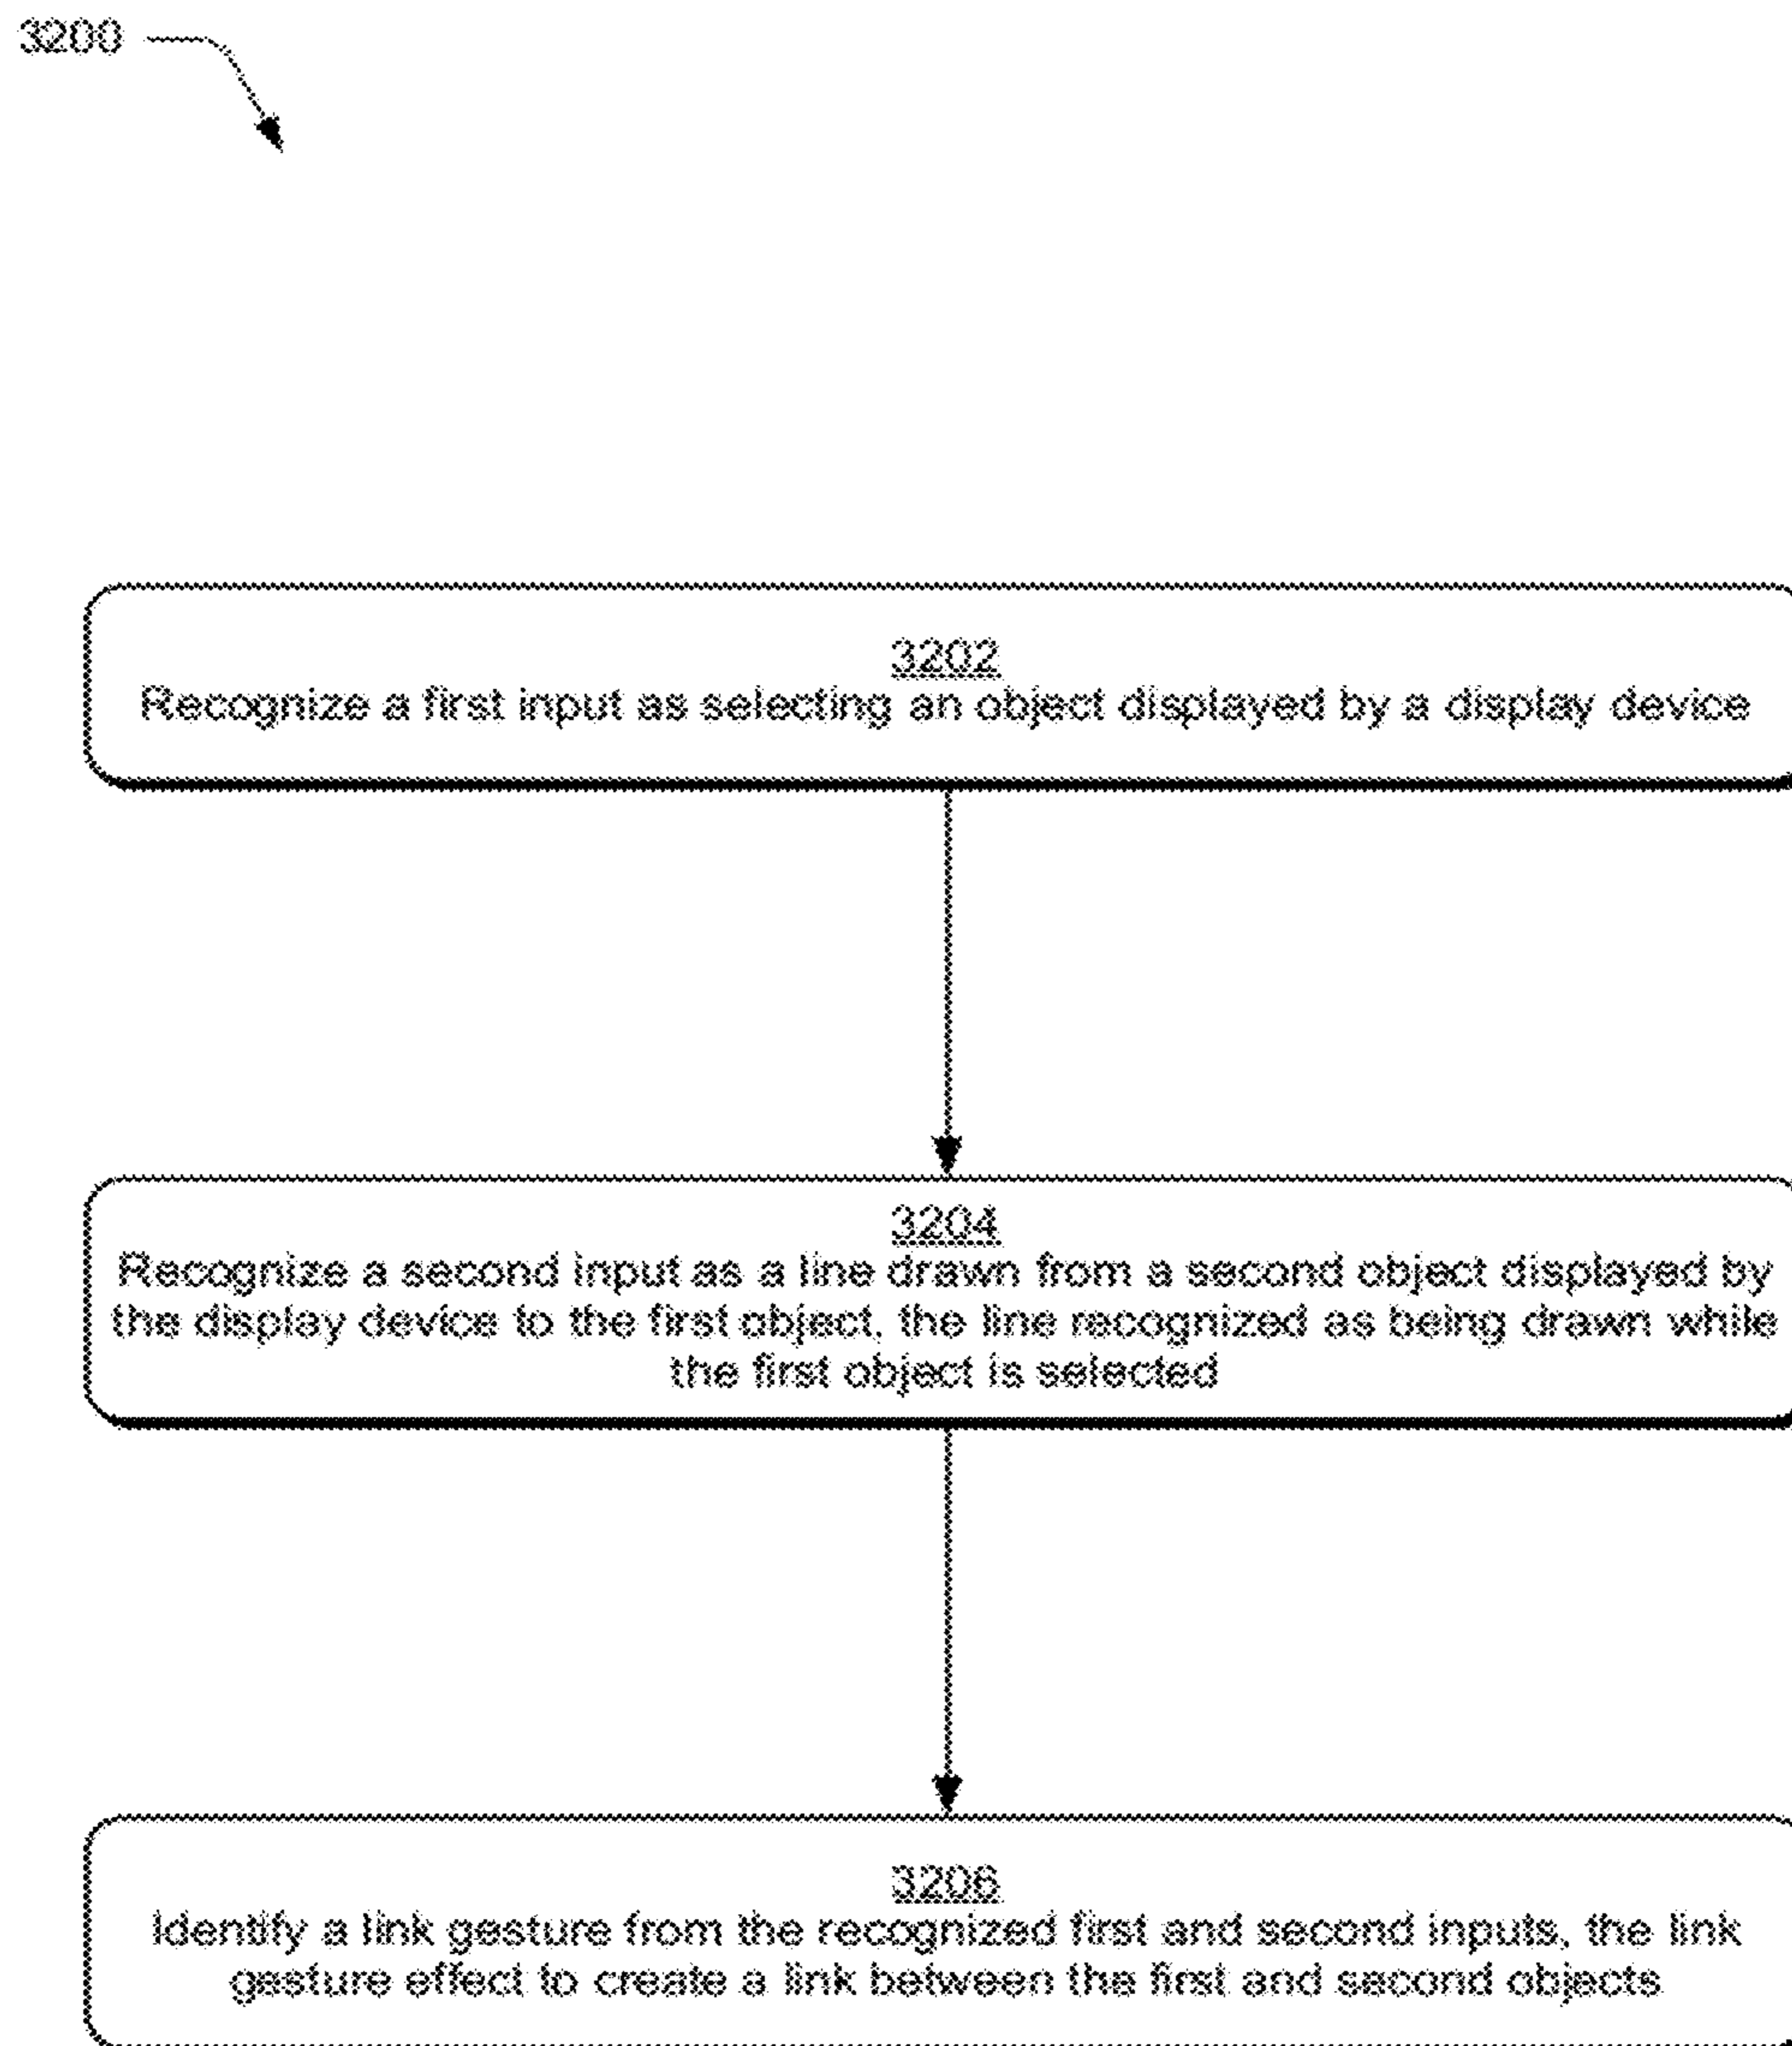 3200
3202
Recognize a first input as selecting an object displayed by a display device
3204
Recognize a second input as a line drawn from a second object displayed by
the display device to the first object, the line recognized as being drawn while
the first object is selected
3206
Identify a link gesture from the recognized first and second inputs, the link
gesture effect to create a link between the first and second objects